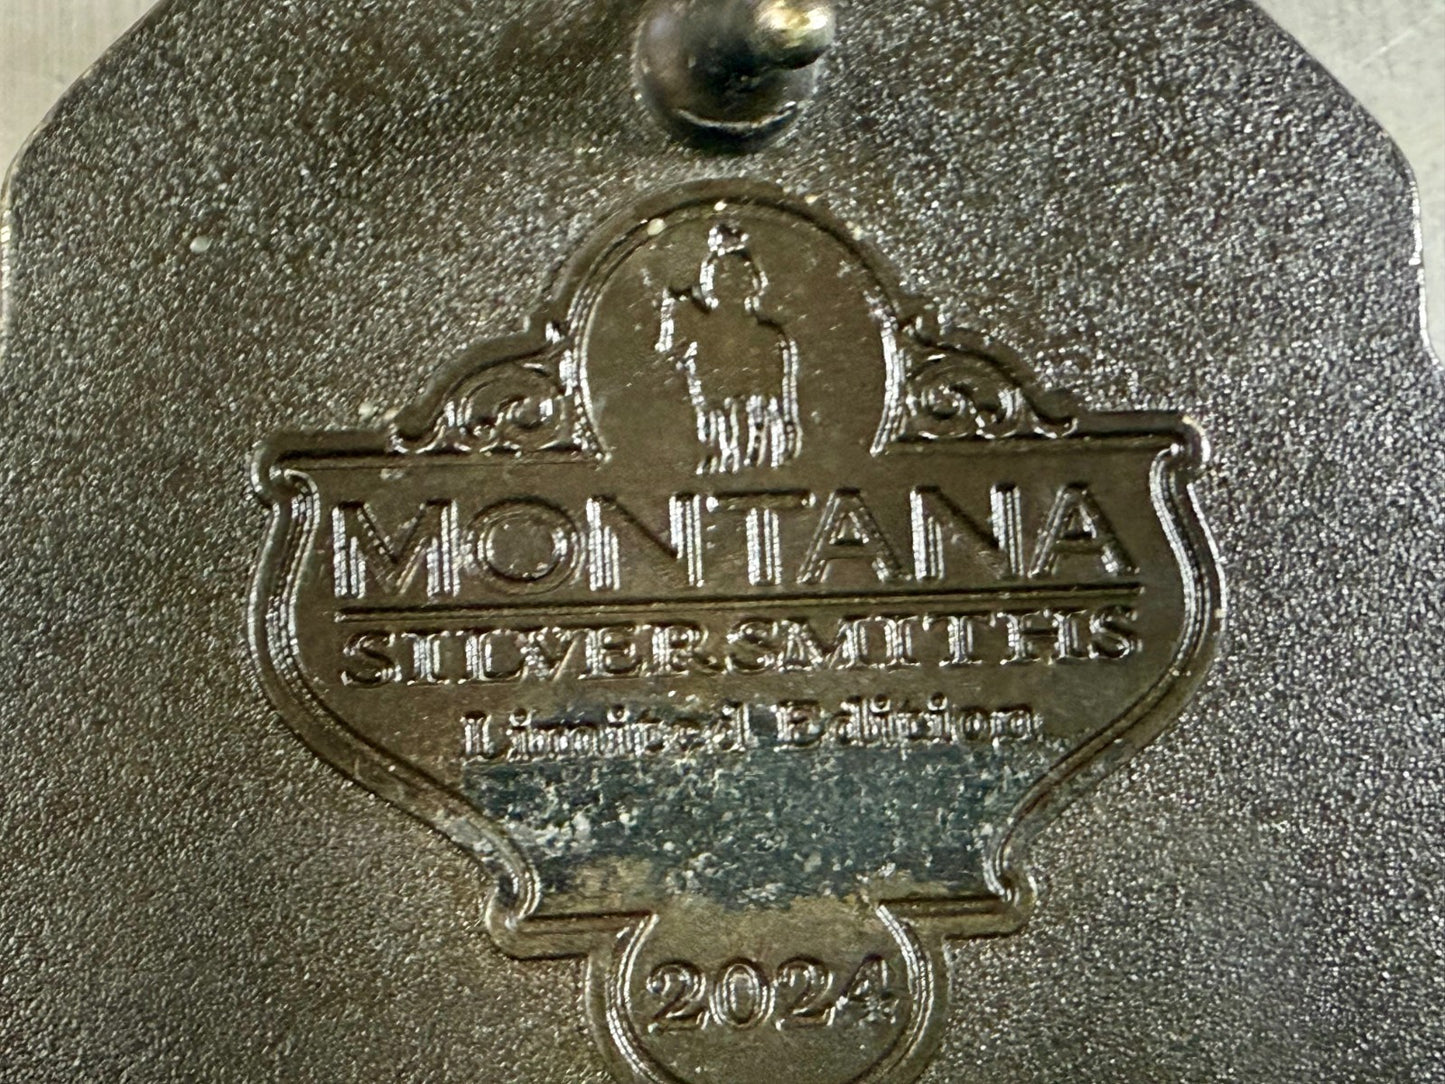 MONTANA
SILVERSMITHS
Limited Edition
2024